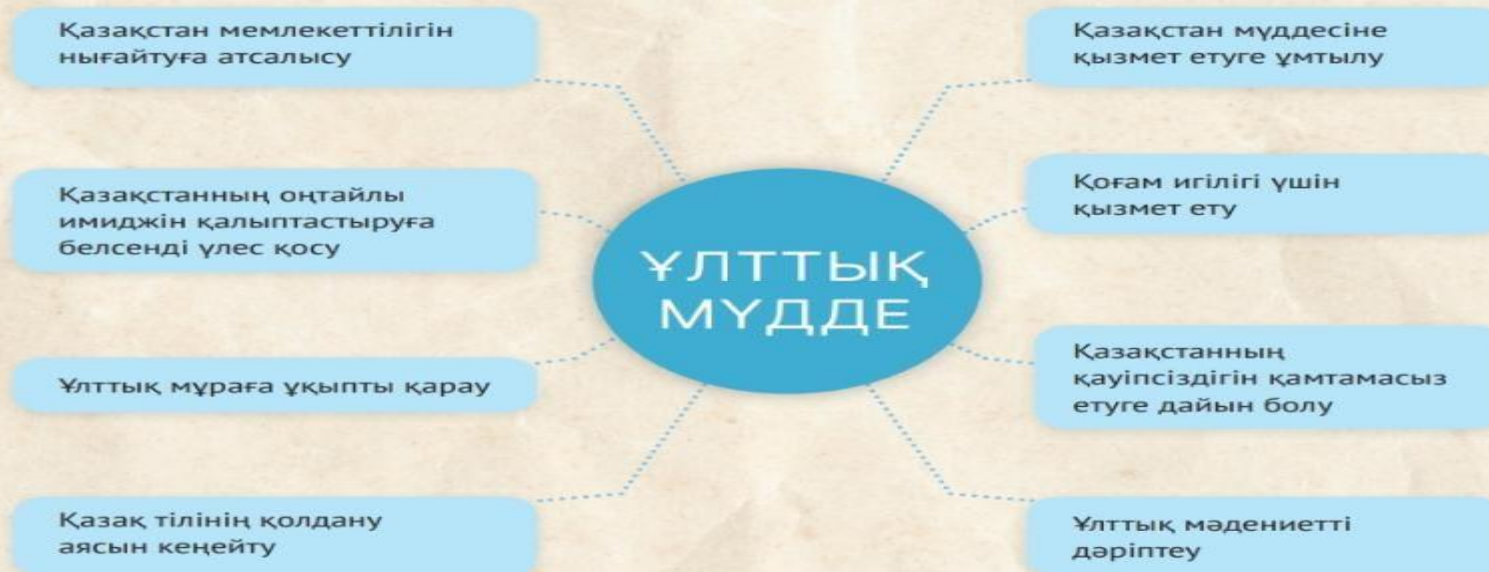 Қазақстан мемлекеттілігін
нығайтуға атсалысу
Қазақстанның оңтайлы
имиджін қалыптастыруға
белсенді үлес қосу
Ұлттық мұраға ұқыпты қарау
Қазақ тілінің қолдану
аясын кеңейту
ҰЛТТЫҚ
МҮДДЕ
Қазақстан мүддесіне
қызмет етуге ұмтылу
Қоғам игілігі үшін
қызмет ету
Қазақстанның
қауіпсіздігін қамтамасыз
етуге дайын болу
Ұлттық мәдениетті
дәріптеу